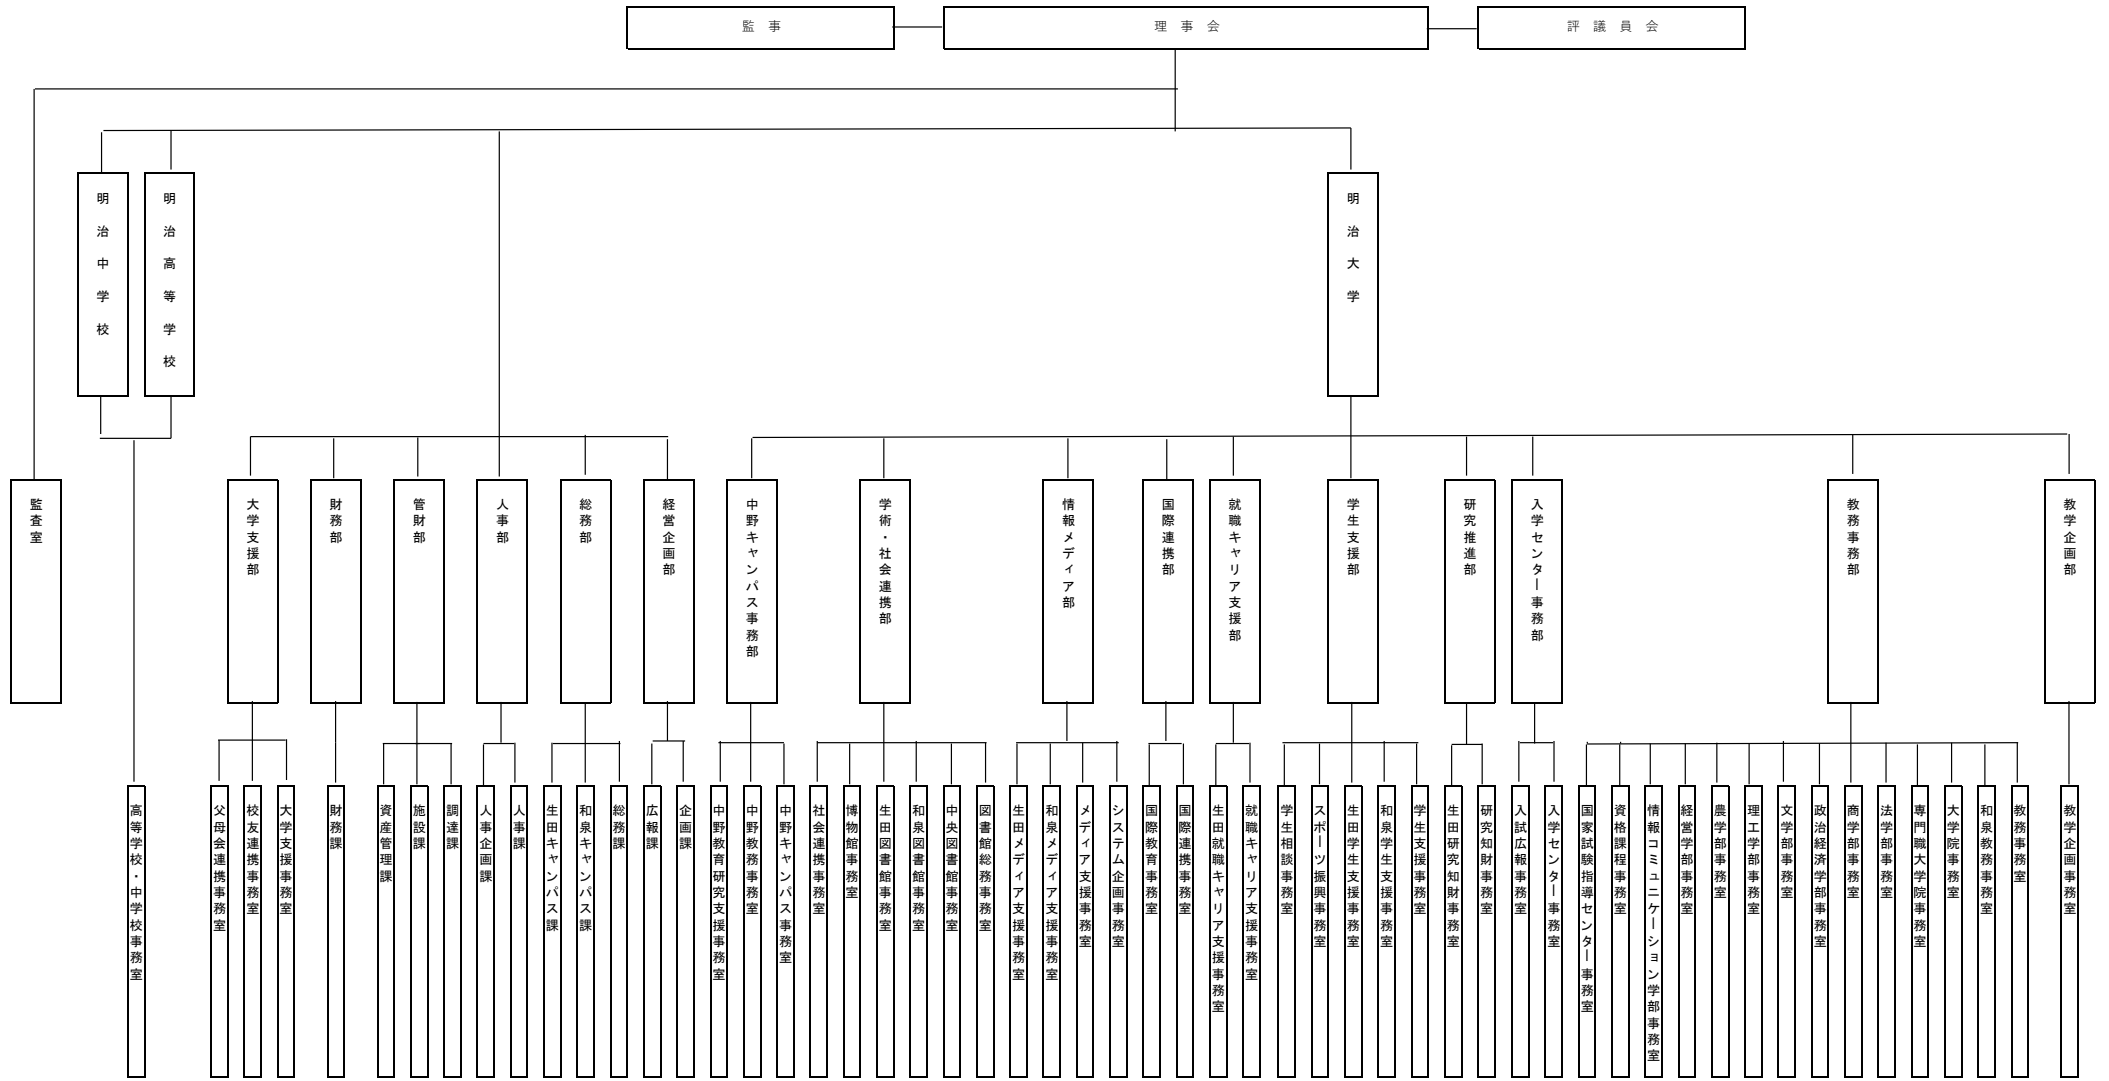 監 事
理 事 会
評 議 員 会
明治中学校
明治高等学校
明治大学
監査室
大学支援部
財務部
管財部
人事部
総務部
経営企画部
中野キャンパス事務部
学術・社会連携部
情報メディア部
国際連携部
就職キャリア支援部
学生支援部
研究推進部
入学センター事務部
教務事務部
教学企画部
高等学校・中学校事務室
父母会連携事務室
校友連携事務室
大学支援事務室
財務課
資産管理課
施設課
調達課
人事企画課
人事課
生田キャンパス課
和泉キャンパス課
総務課
広報課
企画課
中野教育研究支援事務室
中野教務事務室
中野キャンパス事務室
社会連携事務室
博物館事務室
生田図書館事務室
和泉図書館事務室
中央図書館事務室
図書館総務事務室
生田メディア支援事務室
和泉メディア支援事務室
メディア支援事務室
システム企画事務室
国際教育事務室
国際連携事務室
生田就職キャリア支援事務室
就職キャリア支援事務室
学生相談事務室
スポーツ振興事務室
生田学生支援事務室
和泉学生支援事務室
学生支援事務室
生田研究知財事務室
研究知財事務室
入試広報事務室
入学センター事務室
国家試験指導センター事務室
資格課程事務室
情報コミュニケーション学部事務室
経営学部事務室
農学部事務室
理工学部事務室
文学部事務室
政治経済学部事務室
商学部事務室
法学部事務室
専門職大学院事務室
大学院事務室
和泉教務事務室
教務事務室
教学企画事務室